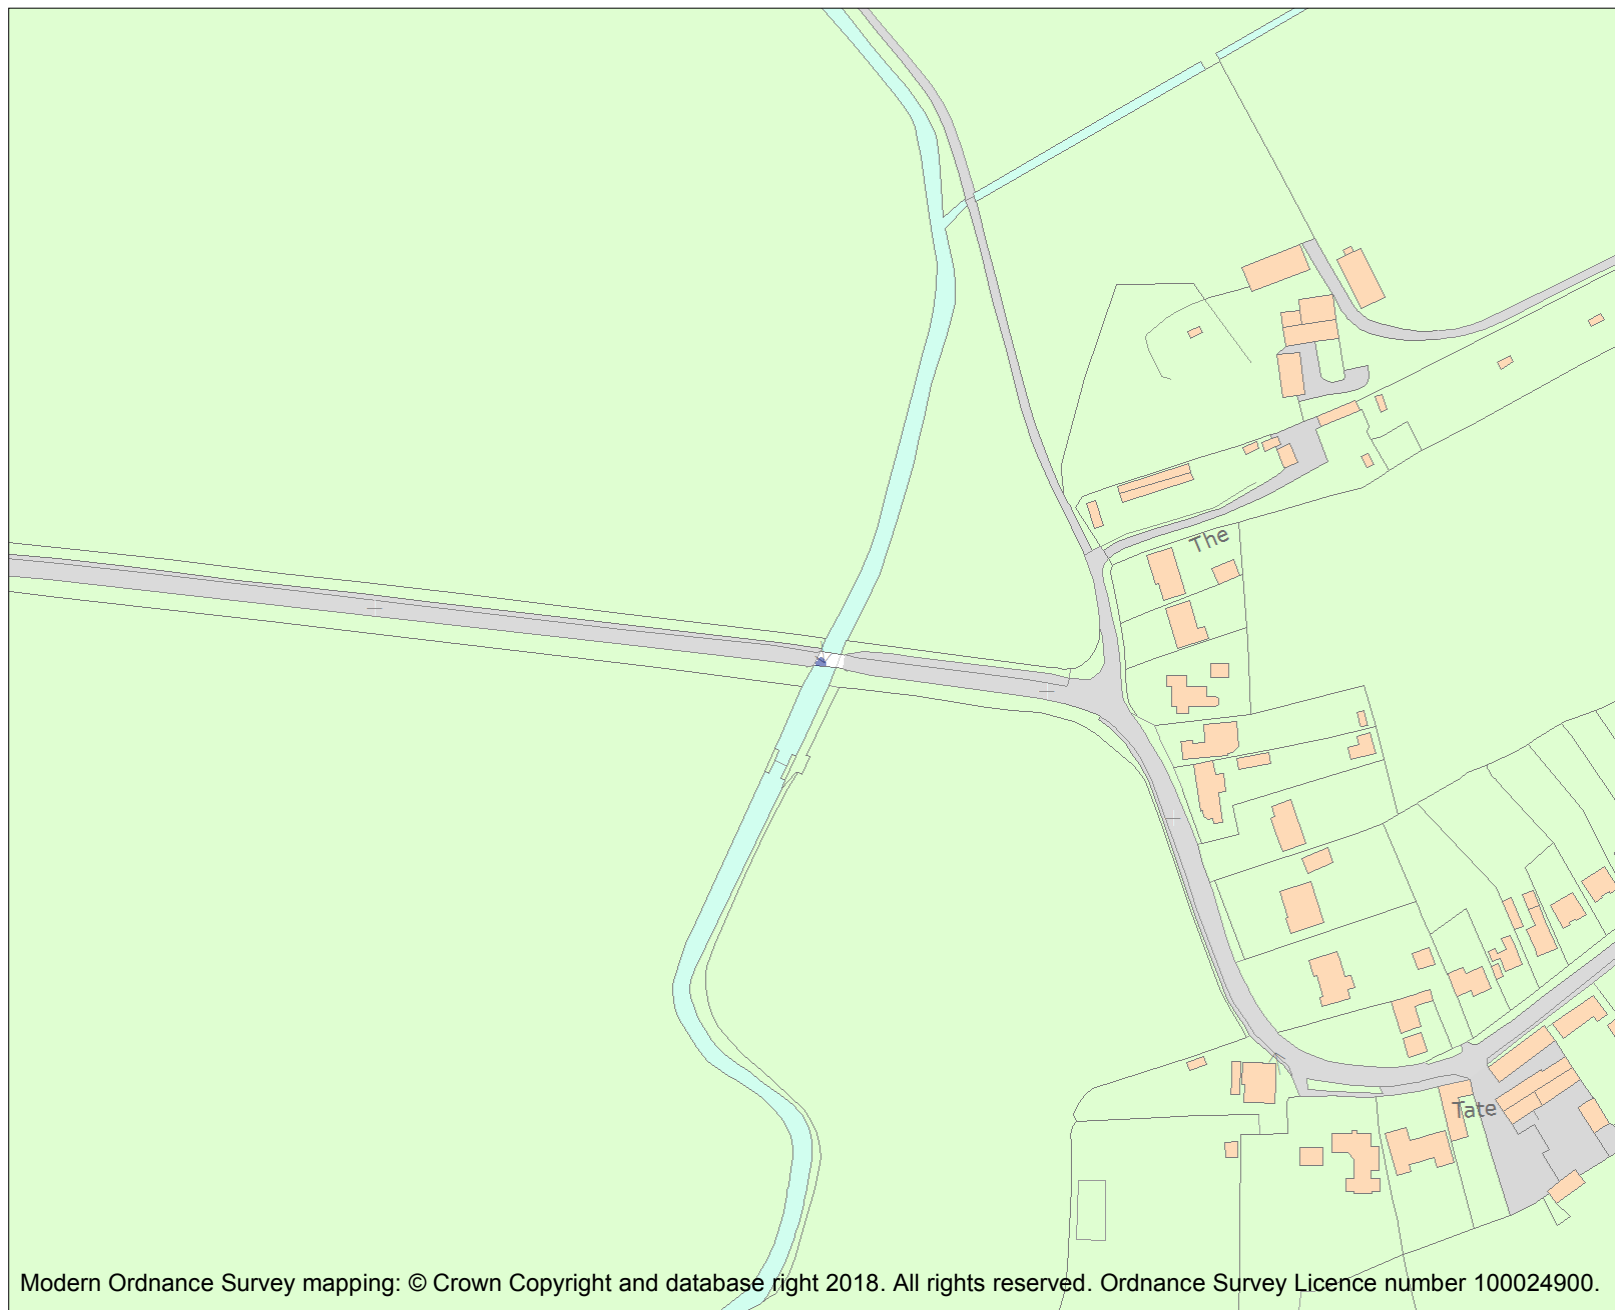 The
Tate
Modern Ordnance Survey mapping: © Crown Copyright and database right 2018. All rights reserved. Ordnance Survey Licence number 100024900.